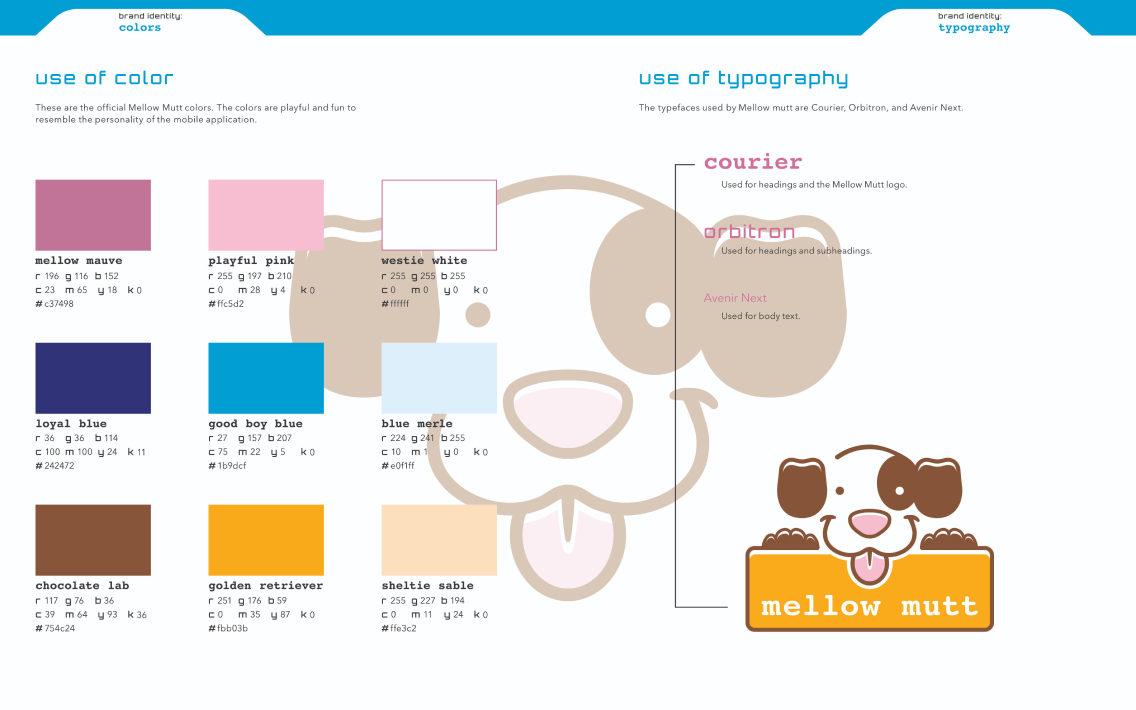 brand identity:
colors
brand identity:
typography
use of color
These are the official Mellow Mutt colors. The colors are playful and fun to
resemble the personality of the mobile application.
mellow mauve
r 196 g 116 b 152
c 23 m 65 y 18 k 0
# c37498
playful pink
r 255 g 197 b 210
c 0 m 28 y 4 k 0
# ffc5d2
westie white
r 255 g 255 b 255
c 0 m 0 y 0 k 0
# ffffff
loyal blue
r 36 g 36 b 114
c 100 m 100 y 24 k 11
# 242472
good boy blue
r 27 g 157 b 207
c 75 m 22 y 5 k 0
# 1b9dcf
blue merle
r 224 g 241 b 255
c 10 m 1 y 0 k 0
# e0f1ff
chocolate lab
r 117 g 76 b 36
c 39 m 64 y 93 k 36
# 754c24
golden retriever
r 251 g 176 b 59
c 0 m 35 y 87 k 0
# fbb03b
sheltie sable
r 255 g 227 b 194
c 0 m 11 y 24 k 0
# ffe3c2
use of typography
The typefaces used by Mellow mutt are Courier, Orbitron, and Avenir Next.
courier
Used for headings and the Mellow Mutt logo.
orbitron
Used for headings and subheadings.
Avenir Next
Used for body text.
mellow mutt